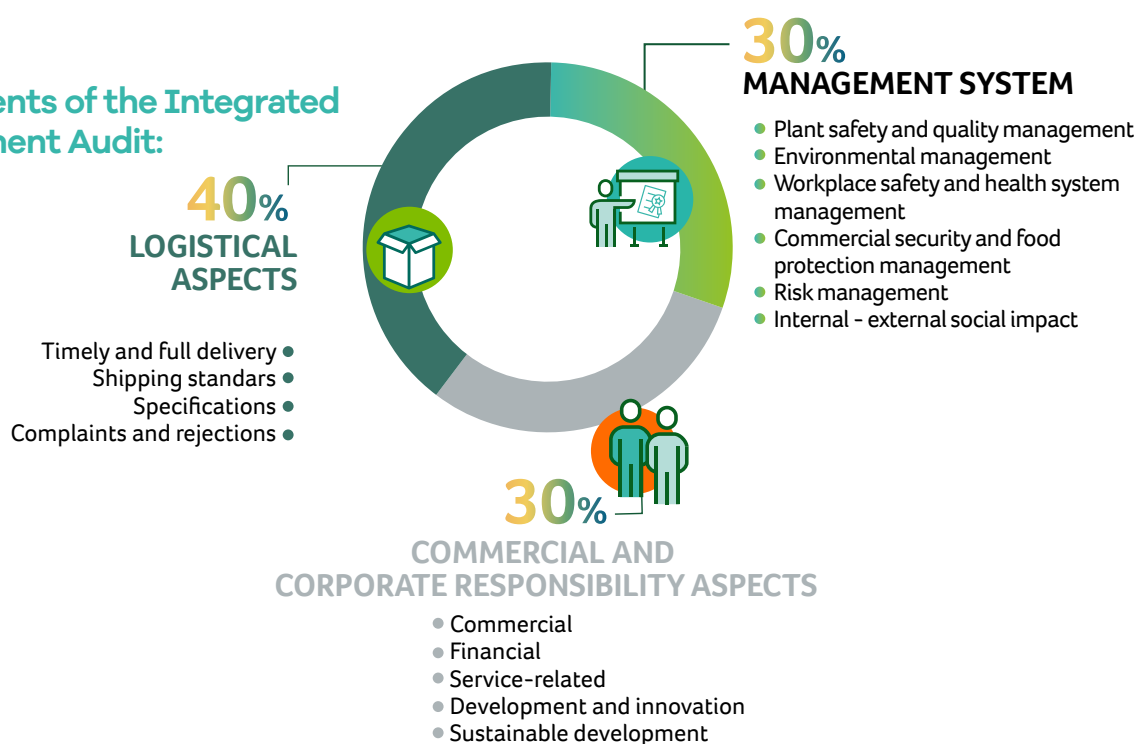 ents of the Integrated
ment Audit:
40%
LOGISTICAL
ASPECTS
Timely and full delivery
Shipping standars
Specifications
Complaints and rejections
30%
MANAGEMENT SYSTEM
Plant safety and quality management
Environmental management
Workplace safety and health system
management
Commercial security and food
protection management
Risk management
Internal - external social impact
30%
COMMERCIAL AND
CORPORATE RESPONSIBILITY ASPECTS
Commercial
Financial
Service-related
Development and innovation
Sustainable development